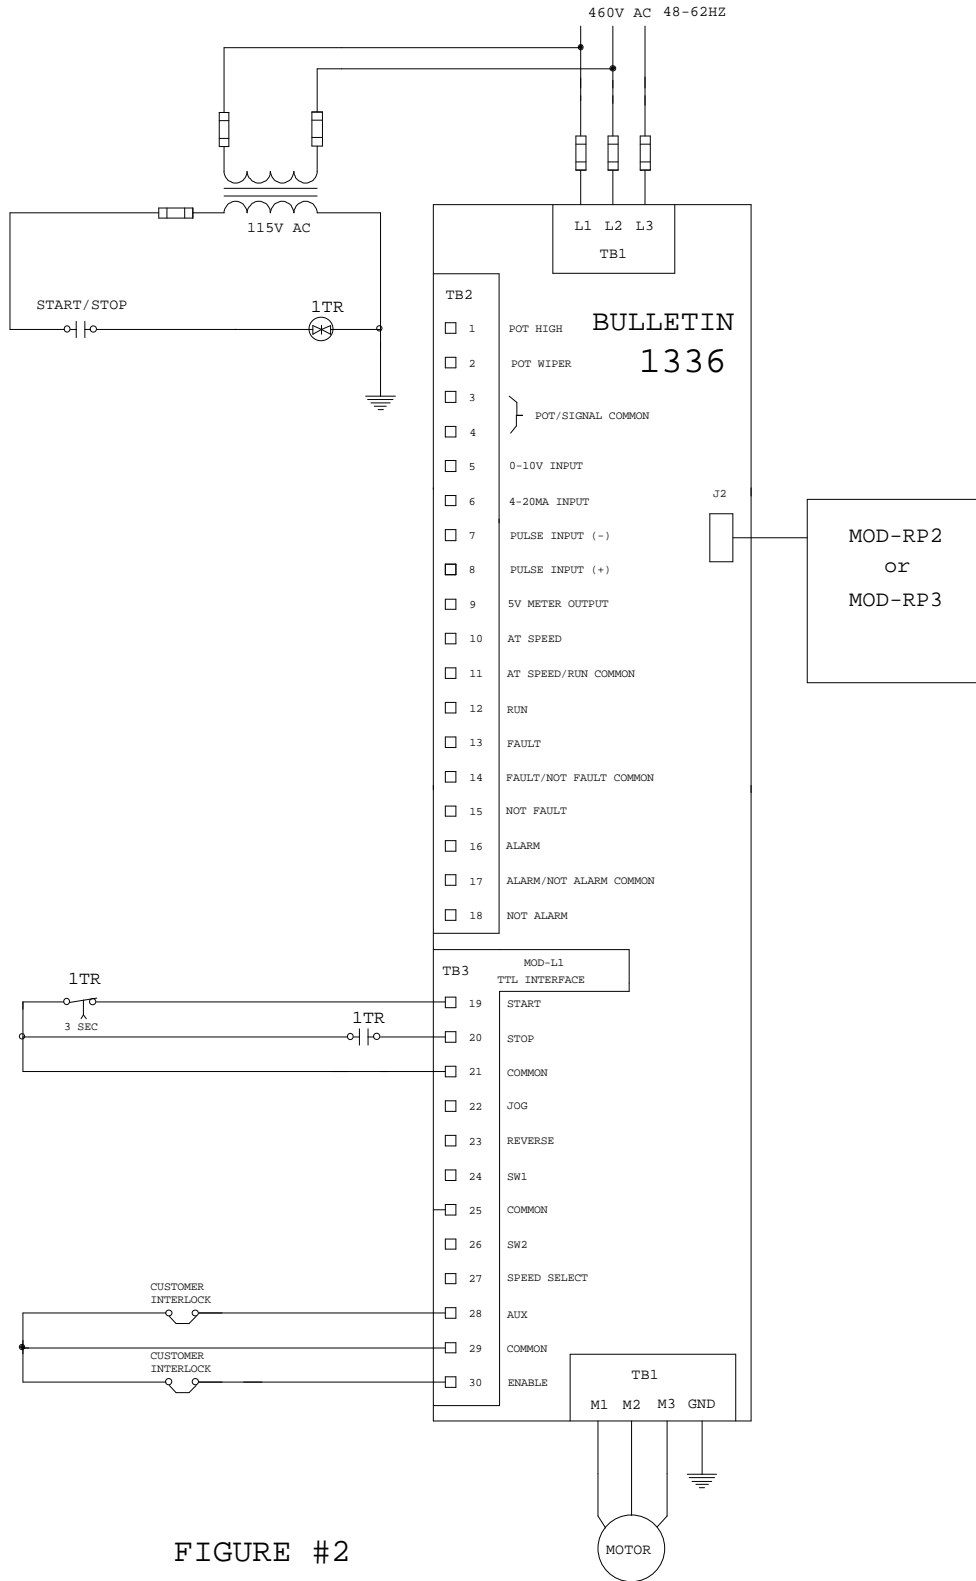 460V AC 48-62HZ
115V AC
START/STOP
1TR
L1 L2 L3
TB1
TB2
BULLETIN
1336
1 POT HIGH
2 POT WIPER
3
POT/SIGNAL COMMON
4
5 0-10V INPUT
6 4-20MA INPUT
7 PULSE INPUT (-)
8 PULSE INPUT (+)
9 5V METER OUTPUT
10 AT SPEED
11 AT SPEED/RUN COMMON
12 RUN
13 FAULT
14 FAULT/NOT FAULT COMMON
15 NOT FAULT
16 ALARM
17 ALARM/NOT ALARM COMMON
18 NOT ALARM
J2
MOD-RP2
or
MOD-RP3
TB3
MOD-L1
TTL INTERFACE
1TR
3 SEC
19 START
1TR
20 STOP
21 COMMON
22 JOG
23 REVERSE
24 SW1
25 COMMON
26 SW2
27 SPEED SELECT
CUSTOMER
INTERLOCK
28 AUX
29 COMMON
CUSTOMER
INTERLOCK
30 ENABLE
TB1
M1 M2 M3 GND
MOTOR
FIGURE #2